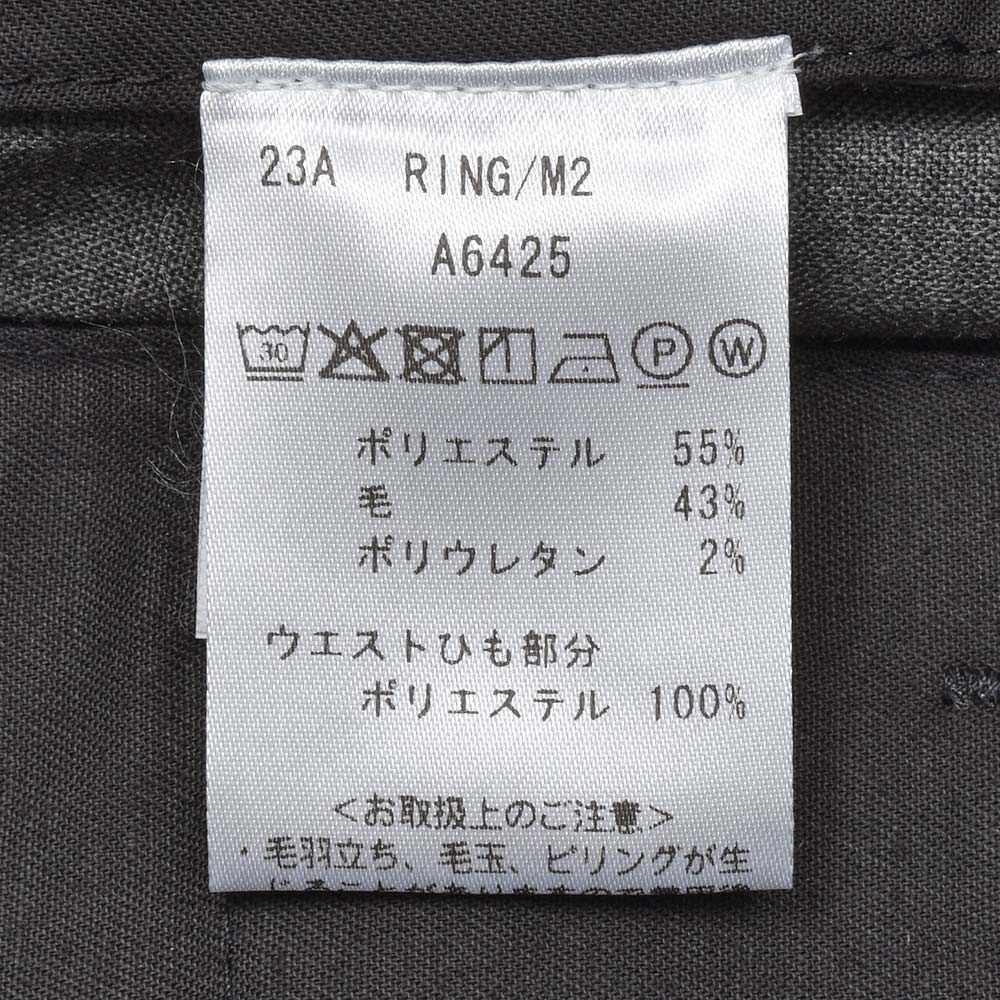 23A RING/M2
A6425
30 P W
ポリエステル 55%
毛 43%
ポリウレタン 2%
ウエストひも部分
ポリエステル 100%
<お取扱上のご注意>
・毛羽立ち、毛玉、ピリングが生